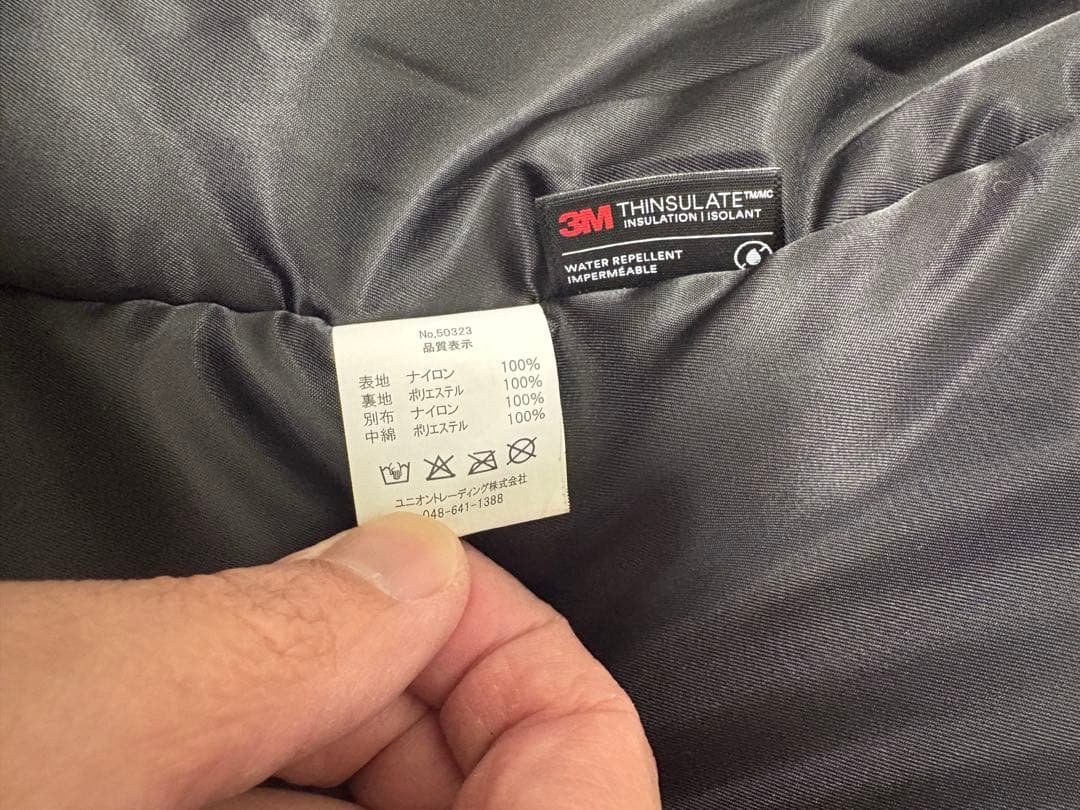 3M THINSULATE™/MC
INSULATION | ISOLANT
WATER REPELLENT
IMPERMÉABLE
No,50323
品質表示
表地 ナイロン 100%
裏地 ポリエステル 100%
別布 ナイロン 100%
中綿 ポリエステル 100%
ユニオントレーディング株式会社
048-641-1388